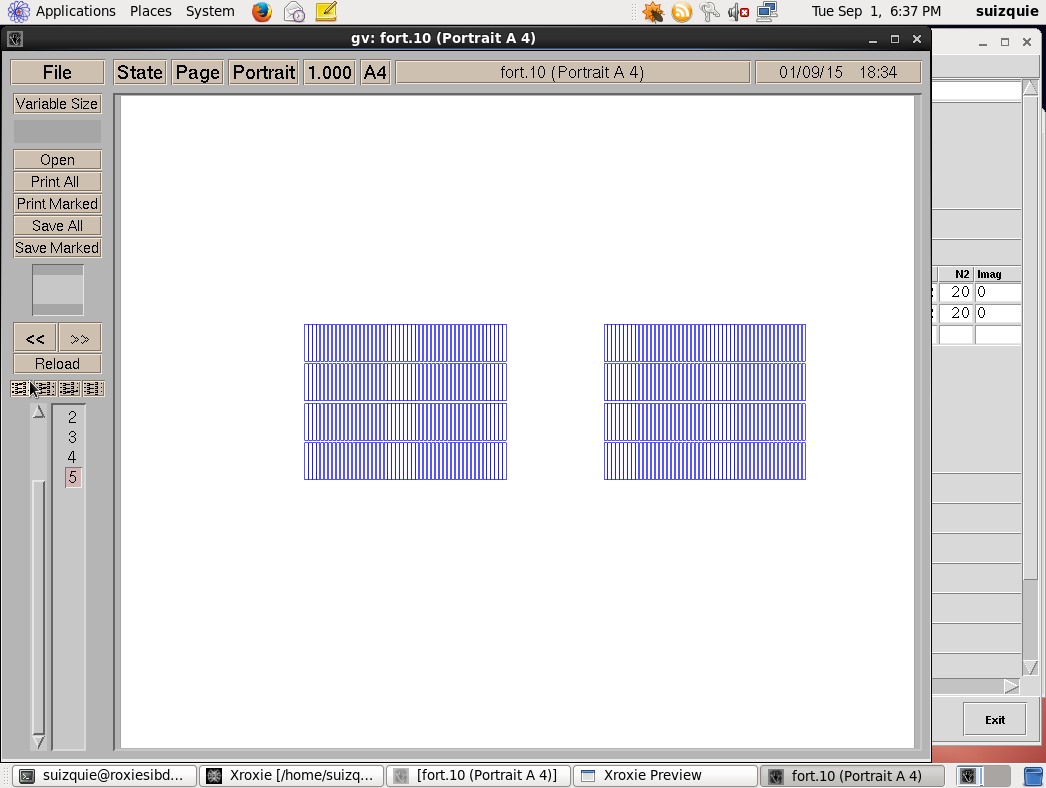 Applications Places System Tue Sep 1, 6:37 PM suizquie
gv: fort.10 (Portrait A 4)
File State Page Portrait 1.000 A4 fort.10 (Portrait A 4) 01/09/15 18:34
Variable Size
Open
Print All
Print Marked
Save All
Save Marked
N2 Imag
20 0
20 0
<< >>
Reload
2
3
4
5
Exit
suizquie@roxiesibd... Xroxie [/home/suizq... [fort.10 (Portrait A 4)] Xroxie Preview fort.10 (Portrait A 4)